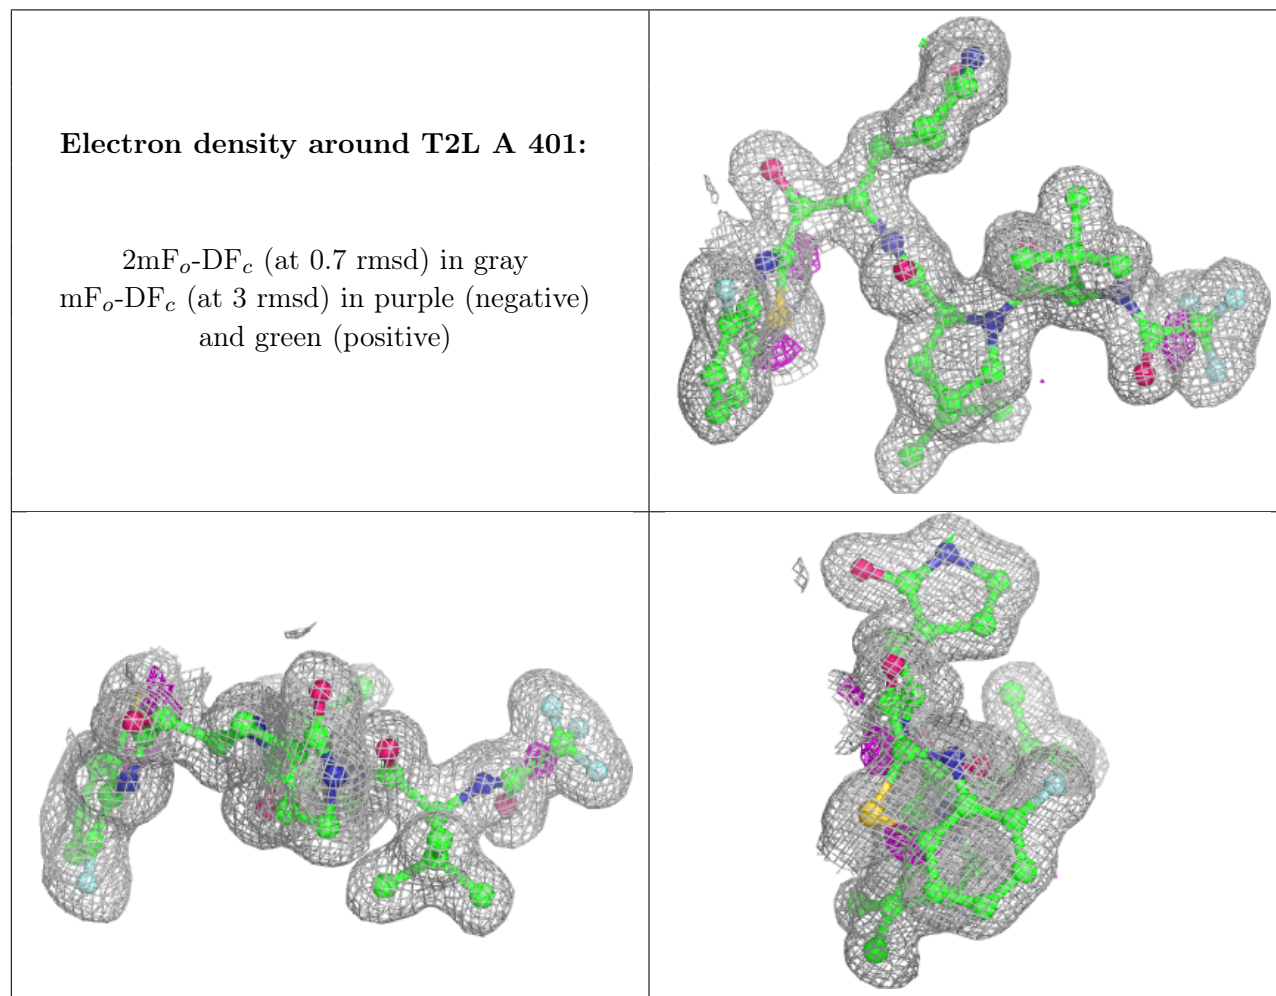 Electron density around T2L A 401:
2mFo-DFc (at 0.7 rmsd) in gray
mFo-DFc (at 3 rmsd) in purple (negative)
and green (positive)